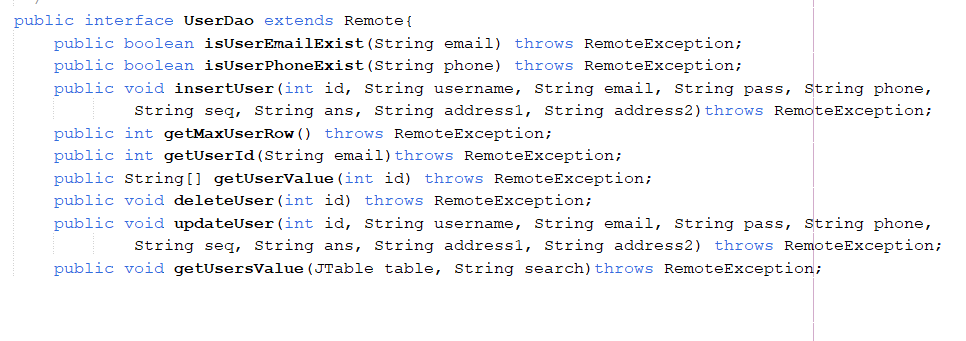 public interface UserDao extends Remote{
public boolean isUserEmailExist(String email) throws RemoteException;
public boolean isUserPhoneExist(String phone) throws RemoteException;
public void insertUser(int id, String username, String email, String pass, String phone,
String seq, String ans, String address1, String address2)throws RemoteException;
public int getMaxUserRow() throws RemoteException;
public int getUserId(String email)throws RemoteException;
public String[] getUserValue(int id) throws RemoteException;
public void deleteUser(int id) throws RemoteException;
public void updateUser(int id, String username, String email, String pass, String phone,
String seq, String ans, String address1, String address2) throws RemoteException;
public void getUsersValue(JTable table, String search)throws RemoteException;